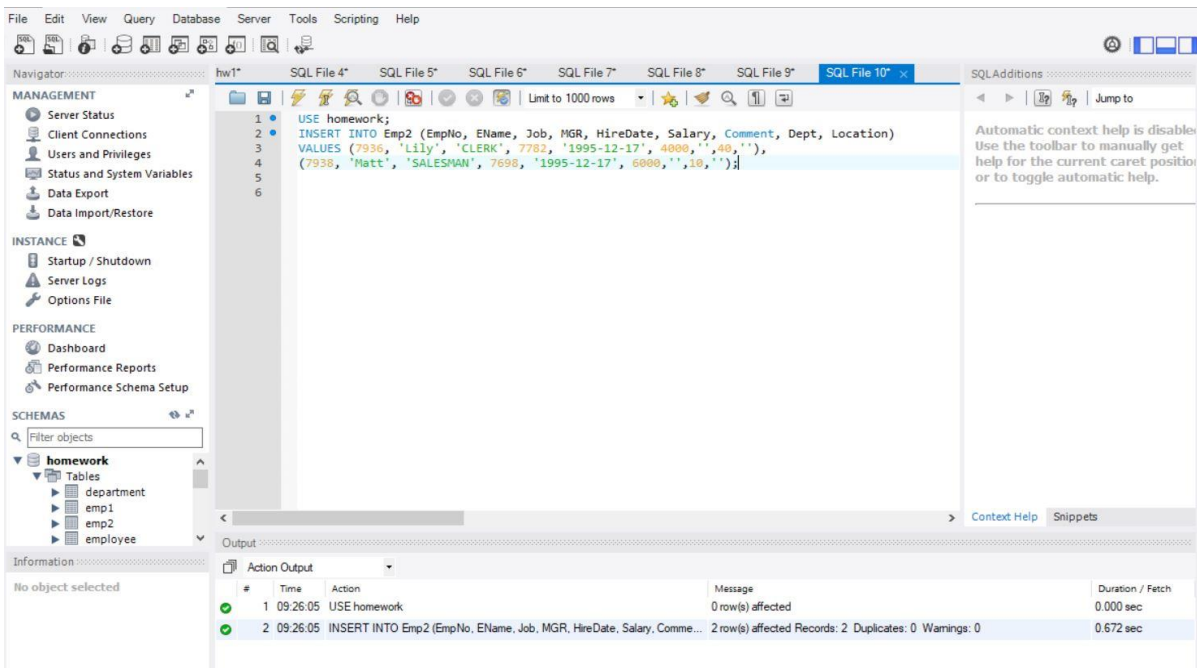 File Edit View Query Database Server Tools Scripting Help
Navigator
MANAGEMENT
Server Status
Client Connections
Users and Privileges
Status and System Variables
Data Export
Data Import/Restore
INSTANCE
Startup / Shutdown
Server Logs
Options File
PERFORMANCE
Dashboard
Performance Reports
Performance Schema Setup
SCHEMAS
Filter objects
homework
Tables
department
emp1
emp2
employee
Information
No object selected
hw1* SQL File 4* SQL File 5* SQL File 6* SQL File 7* SQL File 8* SQL File 9* SQL File 10* ×
Limit to 1000 rows
1 USE homework;
2 INSERT INTO Emp2 (EmpNo, EName, Job, MGR, HireDate, Salary, Comment, Dept, Location)
3 VALUES (7936, 'Lily', 'CLERK', 7782, '1995-12-17', 4000,'',40,''),
4 (7938, 'Matt', 'SALESMAN', 7698, '1995-12-17', 6000,'',10,'');
5
6
SQLAdditions
Jump to
Automatic context help is disable
Use the toolbar to manually get
help for the current caret position
or to toggle automatic help.
Context Help Snippets
Output
Action Output
# Time Action Message Duration / Fetch
1 09:26:05 USE homework 0 row(s) affected 0.000 sec
2 09:26:05 INSERT INTO Emp2 (EmpNo, EName, Job, MGR, HireDate, Salary, Comme... 2 row(s) affected Records: 2 Duplicates: 0 Warnings: 0 0.672 sec